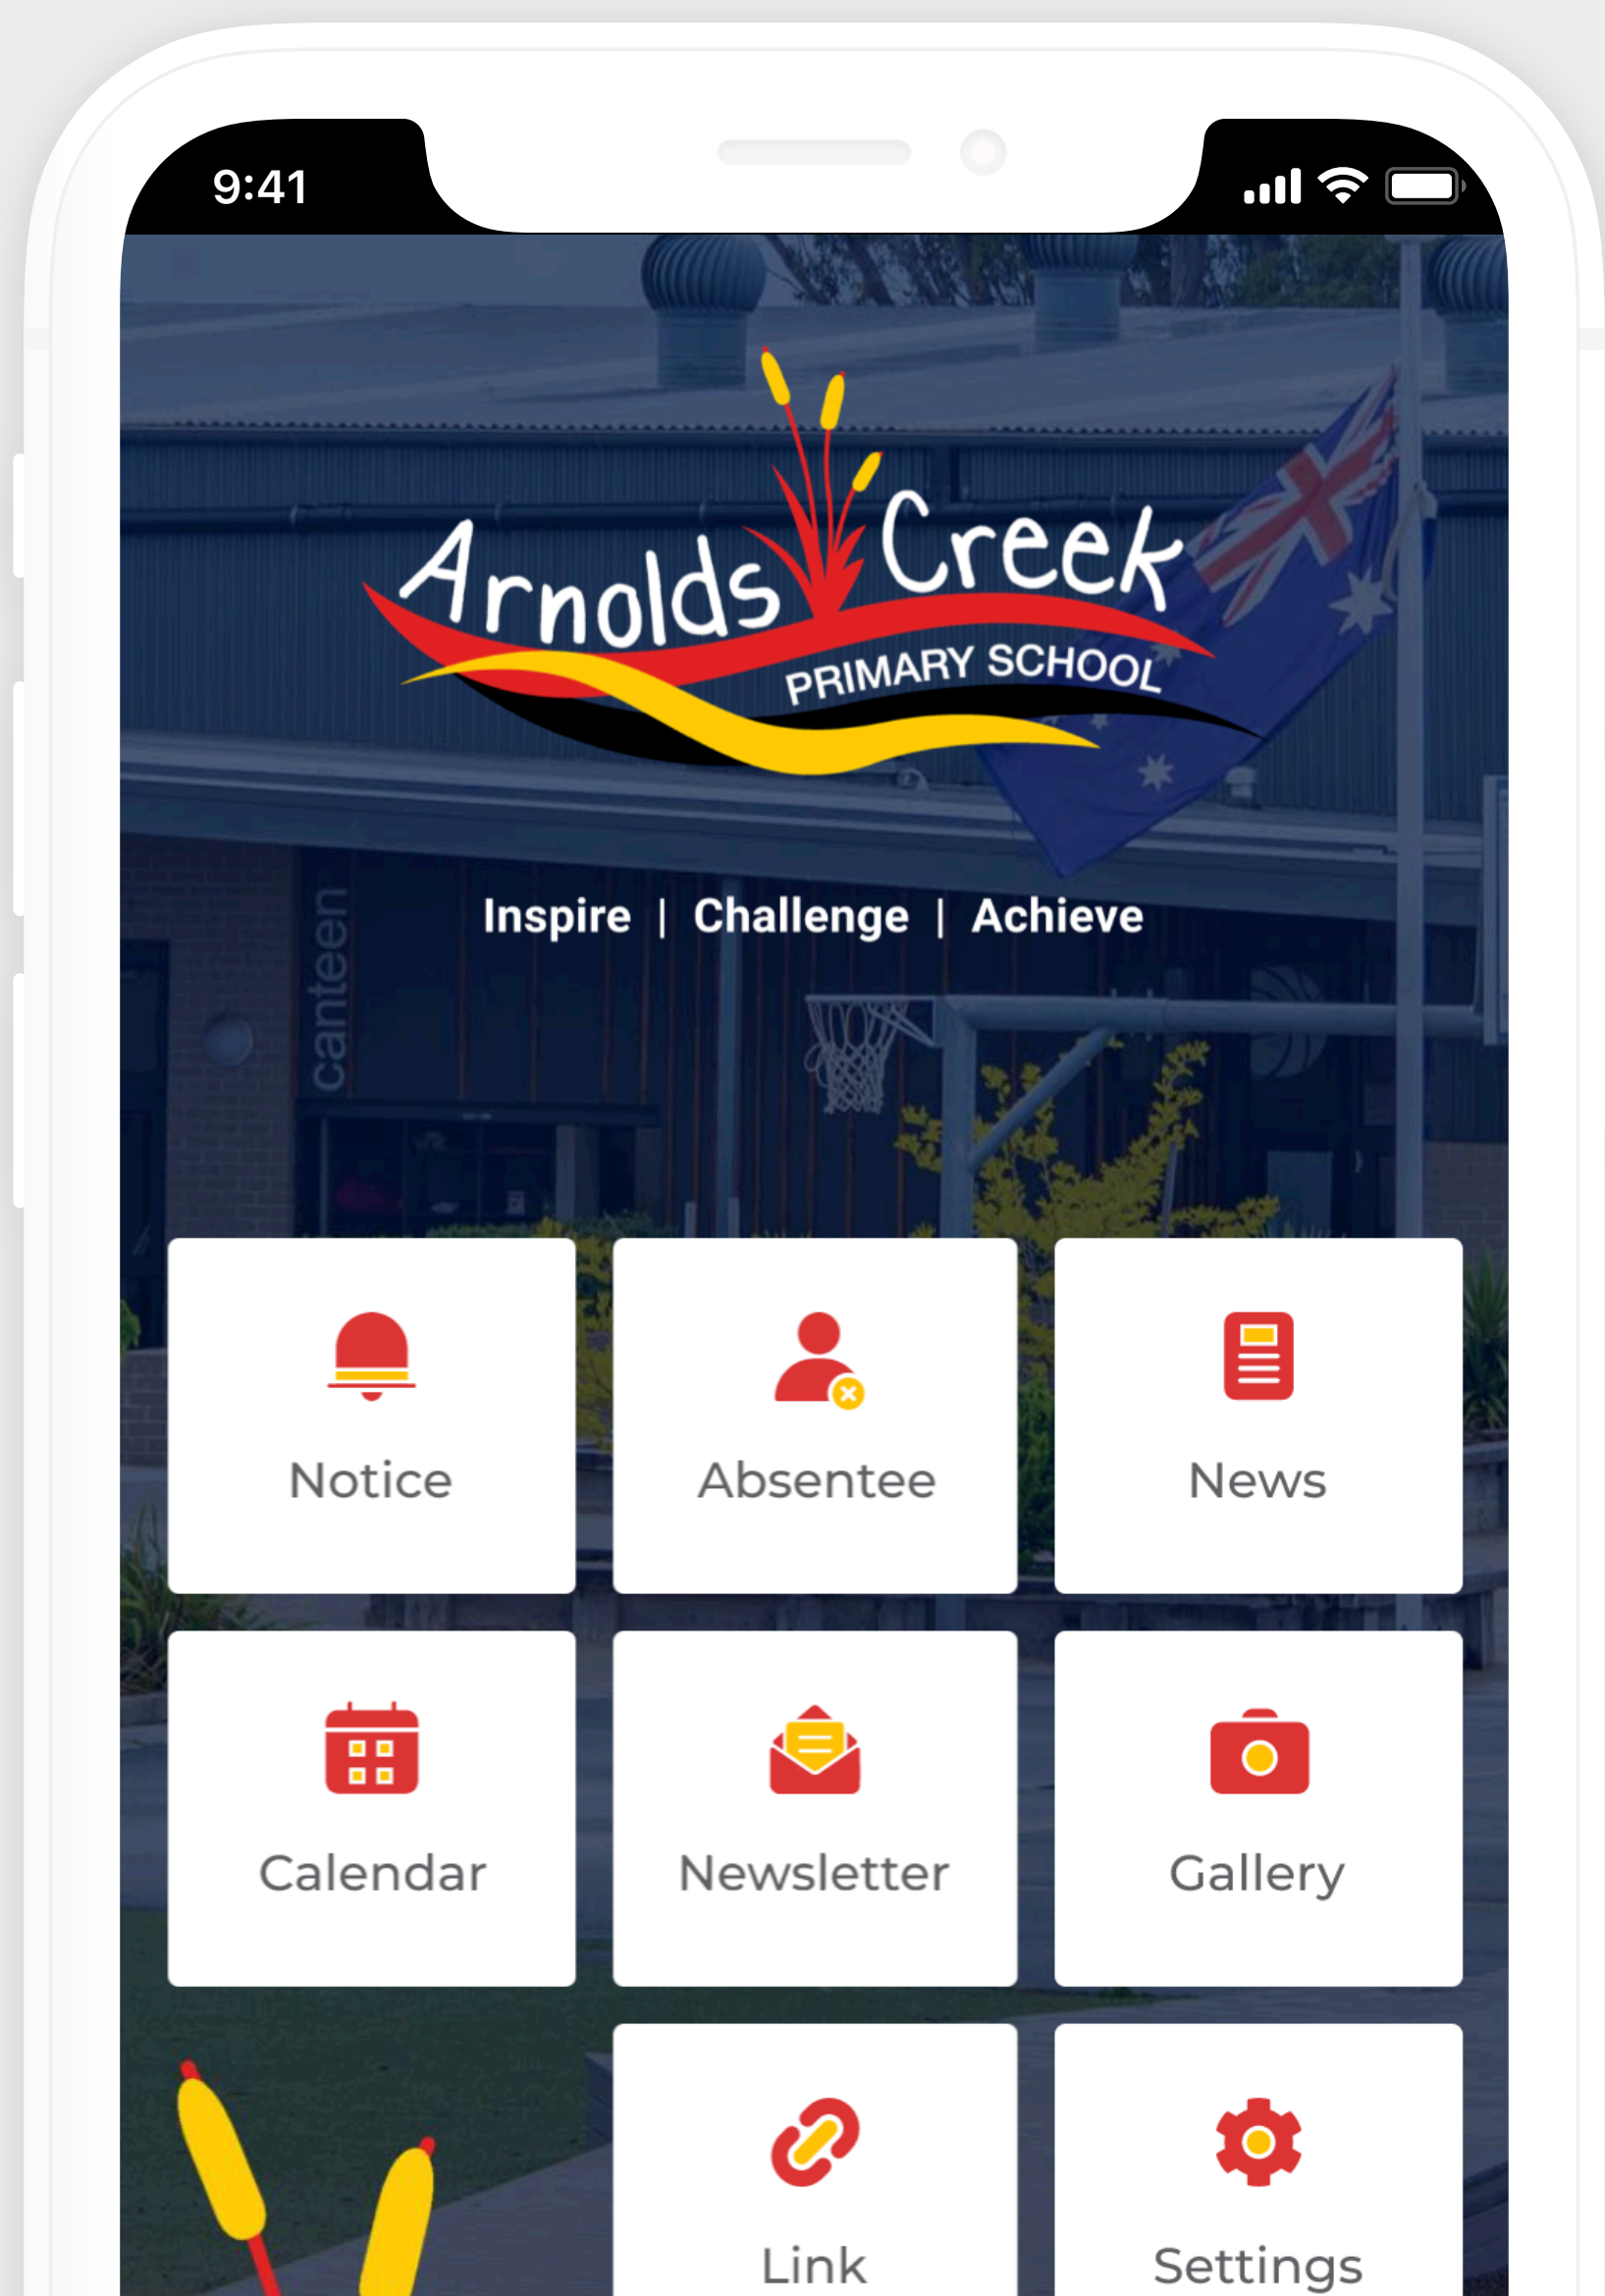 9:41
Arnolds Creek
PRIMARY SCHOOL
Inspire | Challenge | Achieve
canteen
Notice
Absentee
News
Calendar
Newsletter
Gallery
Link
Settings